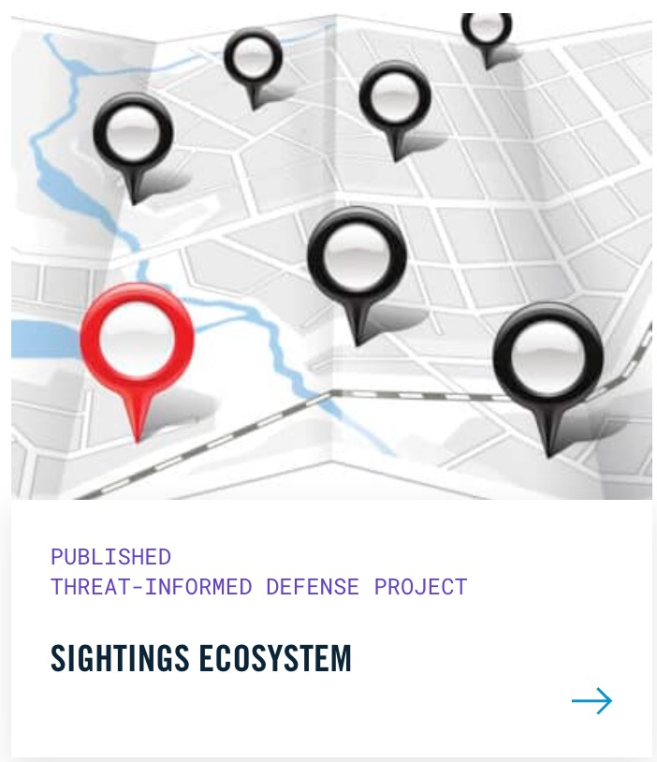 PUBLISHED
THREAT-INFORMED DEFENSE PROJECT
SIGHTINGS ECOSYSTEM